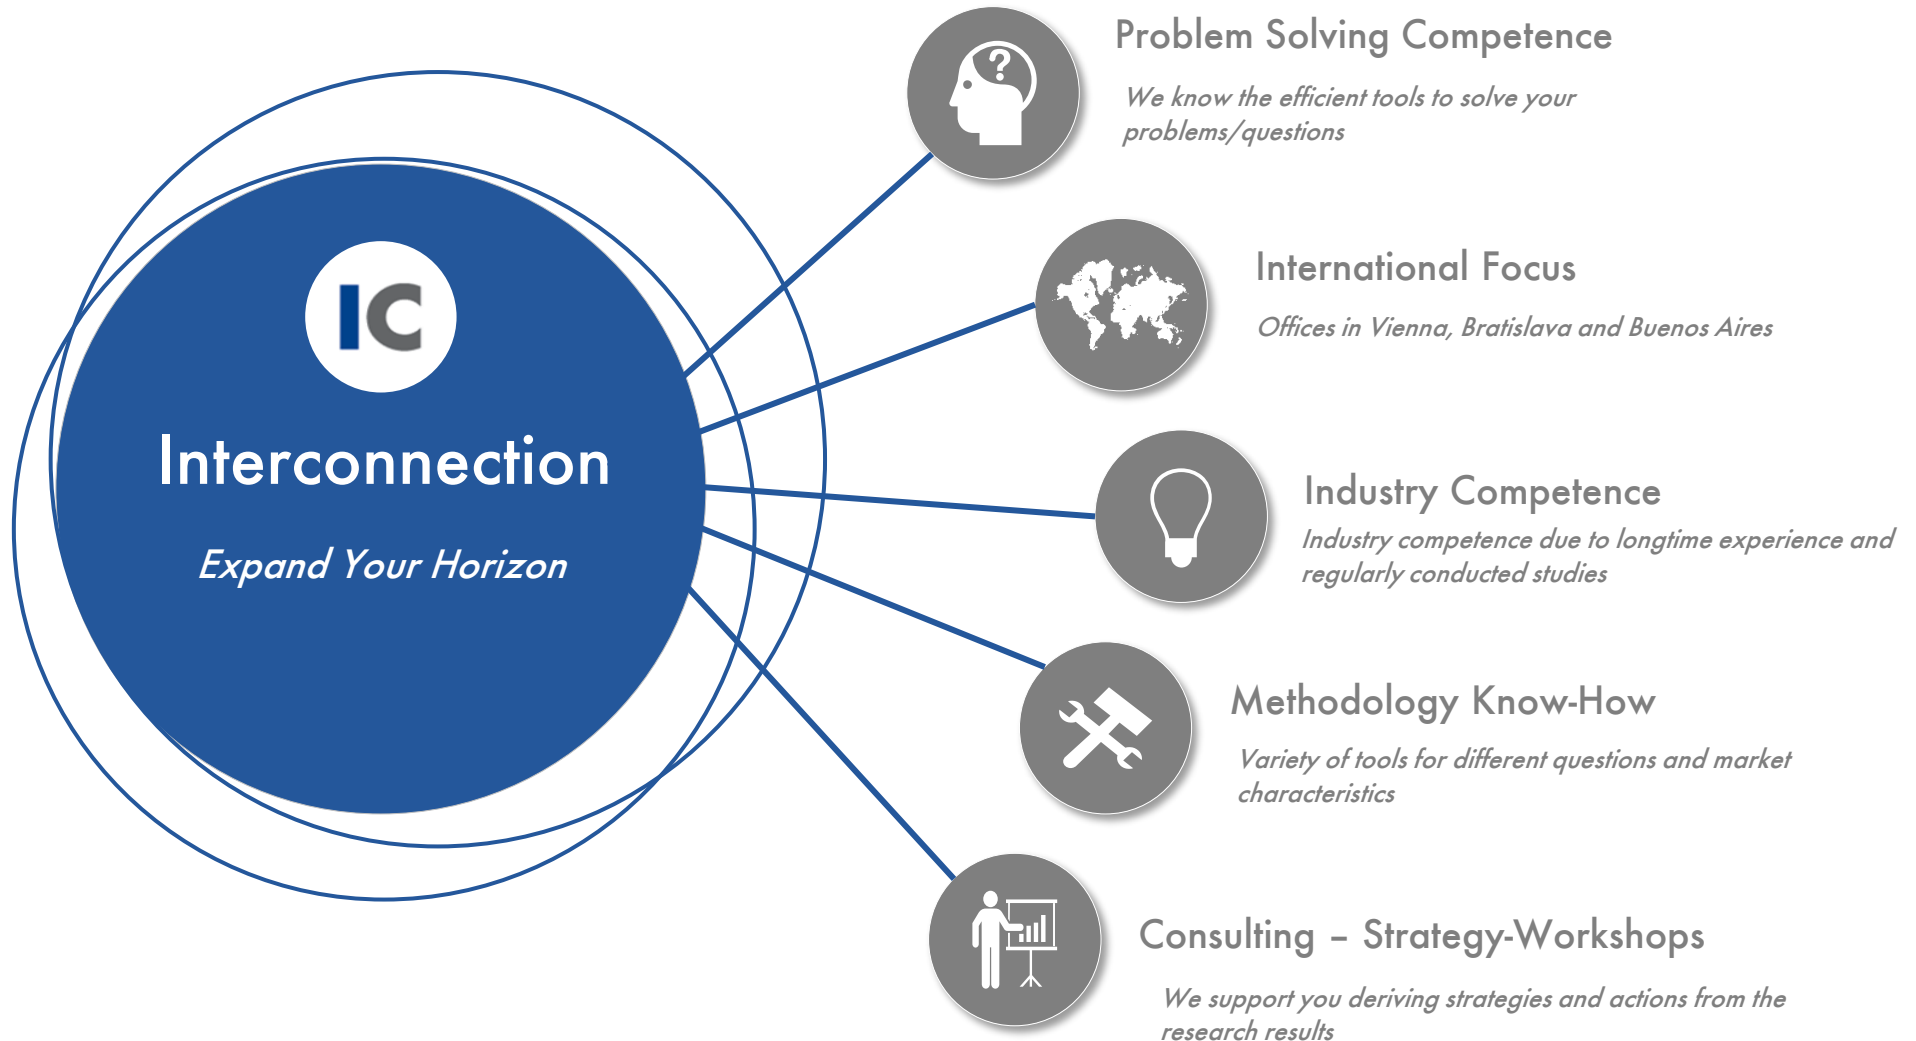 IC
Interconnection
Expand Your Horizon
?
Problem Solving Competence
We know the efficient tools to solve your
problems/questions
International Focus
Offices in Vienna, Bratislava and Buenos Aires
Industry Competence
Industry competence due to longtime experience and
regularly conducted studies
Methodology Know-How
Variety of tools for different questions and market
characteristics
Consulting – Strategy-Workshops
We support you deriving strategies and actions from the
research results